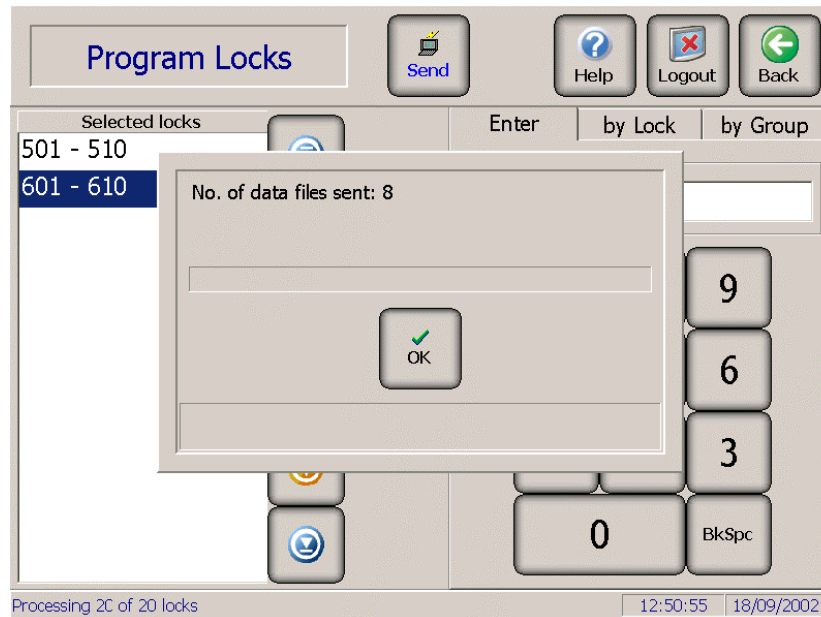 Program Locks
Send
Help
Logout
Back
Selected locks
501 - 510
601 - 610
Enter
by Lock
by Group
No. of data files sent: 8
OK
9
6
3
0
BkSpc
Processing 2C of 20 locks
12:50:55
18/09/2002